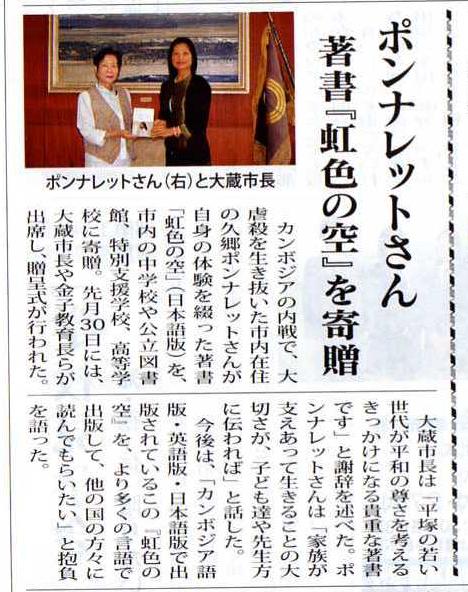 ポンナレットさん
著書『虹色の空』を寄贈
ポンナレットさん(右)と大蔵市長
カンボジアの内戦で、大
虐殺を生き抜いた市内在住
の久郷ポンナレットさんが
自身の体験を綴った著書
「虹色の空」(日本語版)を、
市内の中学校や公立図書
館、特別支援学校、高等学
校に寄贈。先月30日には、
大蔵市長や金子教育長らが
出席し、贈呈式が行われた。
大蔵市長は「平塚の若い
世代が平和の尊さを考える
きっかけになる貴重な著書
です」と謝辞を述べた。ポ
ンナレットさんは「家族が
支えあって生きることの大
切さが、子ども達や先生方
に伝われば」と話した。
今後は、「カンボジア語
版・英語版・日本語版で出
版されているこの『虹色の
空』を、より多くの言語で
出版して、他の国の方々に
読んでもらいたい」と抱負
を語った。